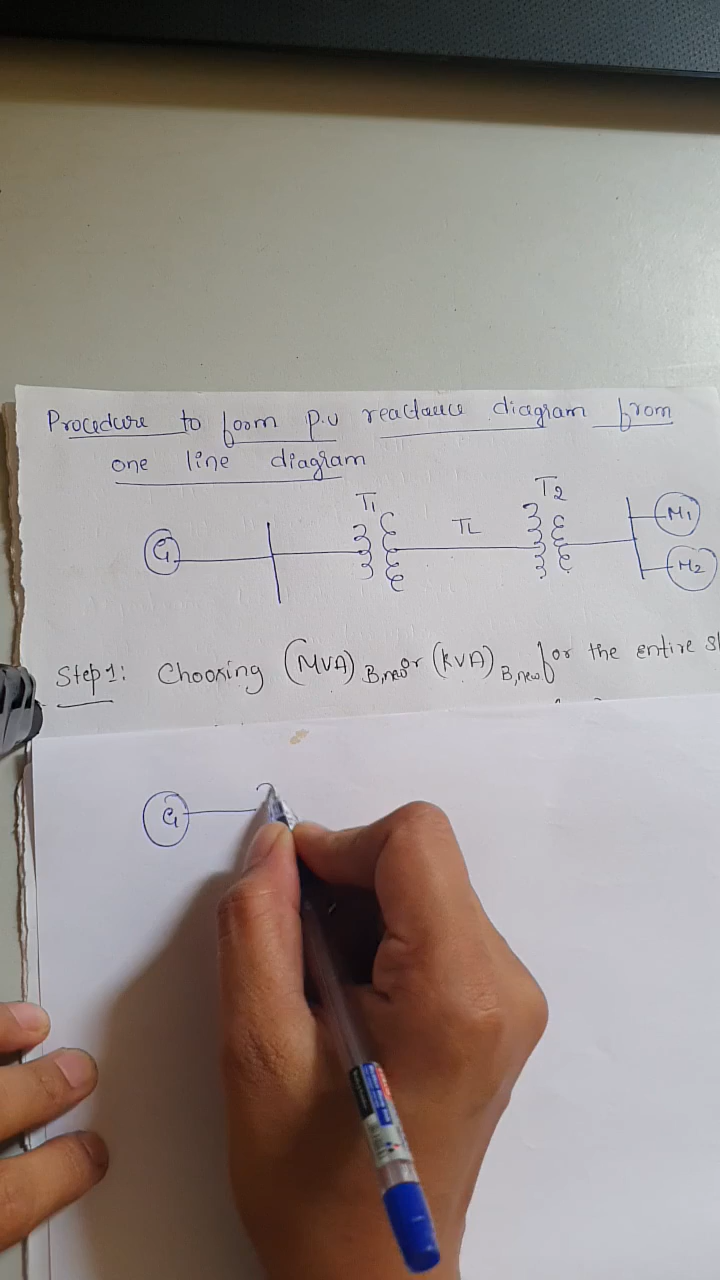 Procedure to form p.u reactance diagram from
one line diagram
T1 T2
G TL M1
M2
Step 1: Choosing (MVA) B,new or (KVA) B,new for the entire
G